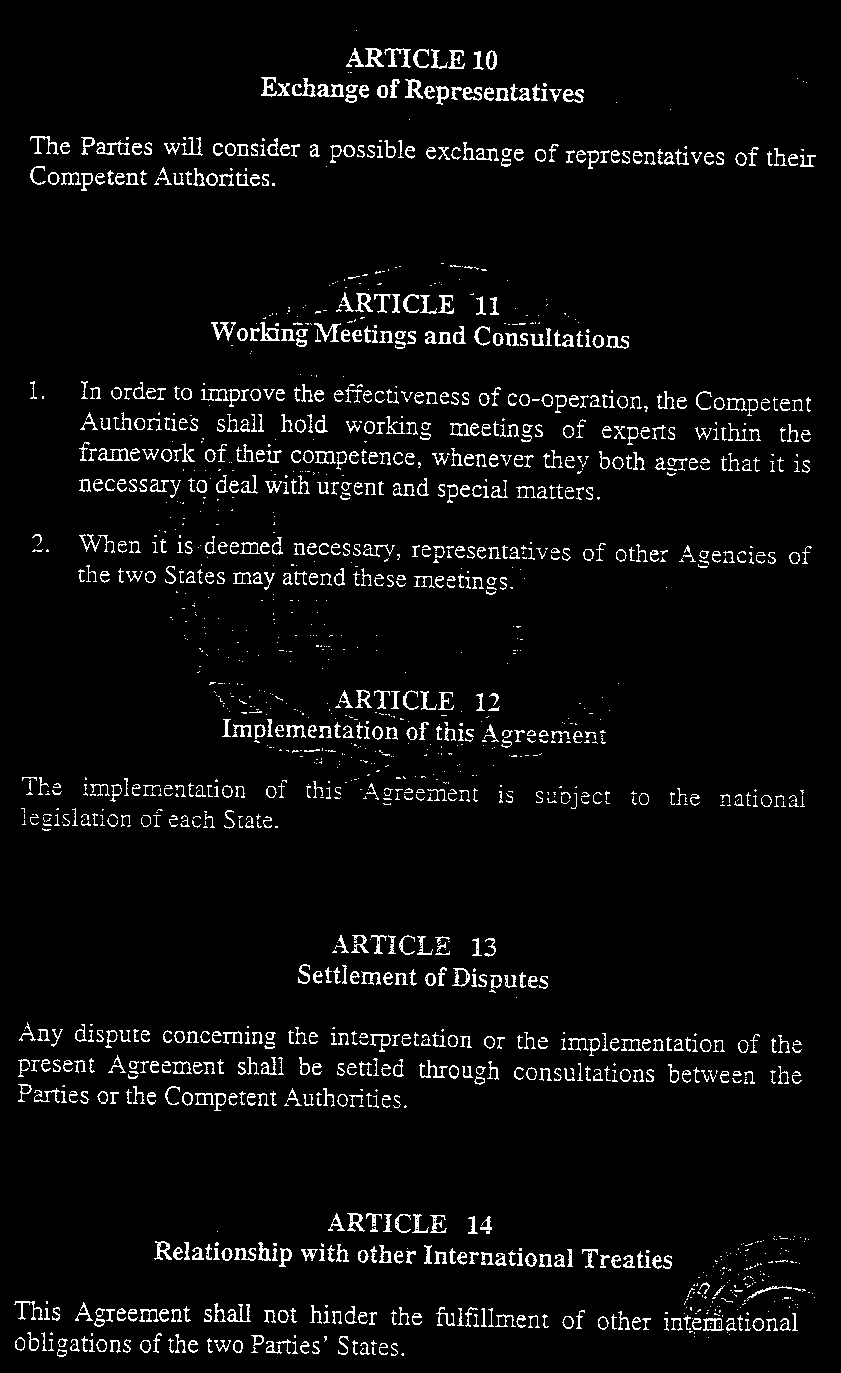 ARTICLE 10
Exchange of Representatives
The Parties will consider a possible exchange of representatives of their
Competent Authorities.
ARTICLE 11
Working Meetings and Consultations
1. In order to improve the effectiveness of co-operation, the Competent
Authorities shall hold working meetings of experts within the
framework of their competence, whenever they both agree that it is
necessary to deal with urgent and special matters.
2. When it is deemed necessary, representatives of other Agencies of
the two States may attend these meetings.
ARTICLE 12
Implementation of this Agreement
The implementation of this Agreement is subject to the national
legislation of each State.
ARTICLE 13
Settlement of Disputes
Any dispute concerning the interpretation or the implementation of the
present Agreement shall be settled through consultations between the
Parties or the Competent Authorities.
ARTICLE 14
Relationship with other International Treaties
This Agreement shall not hinder the fulfillment of other international
obligations of the two Parties' States.